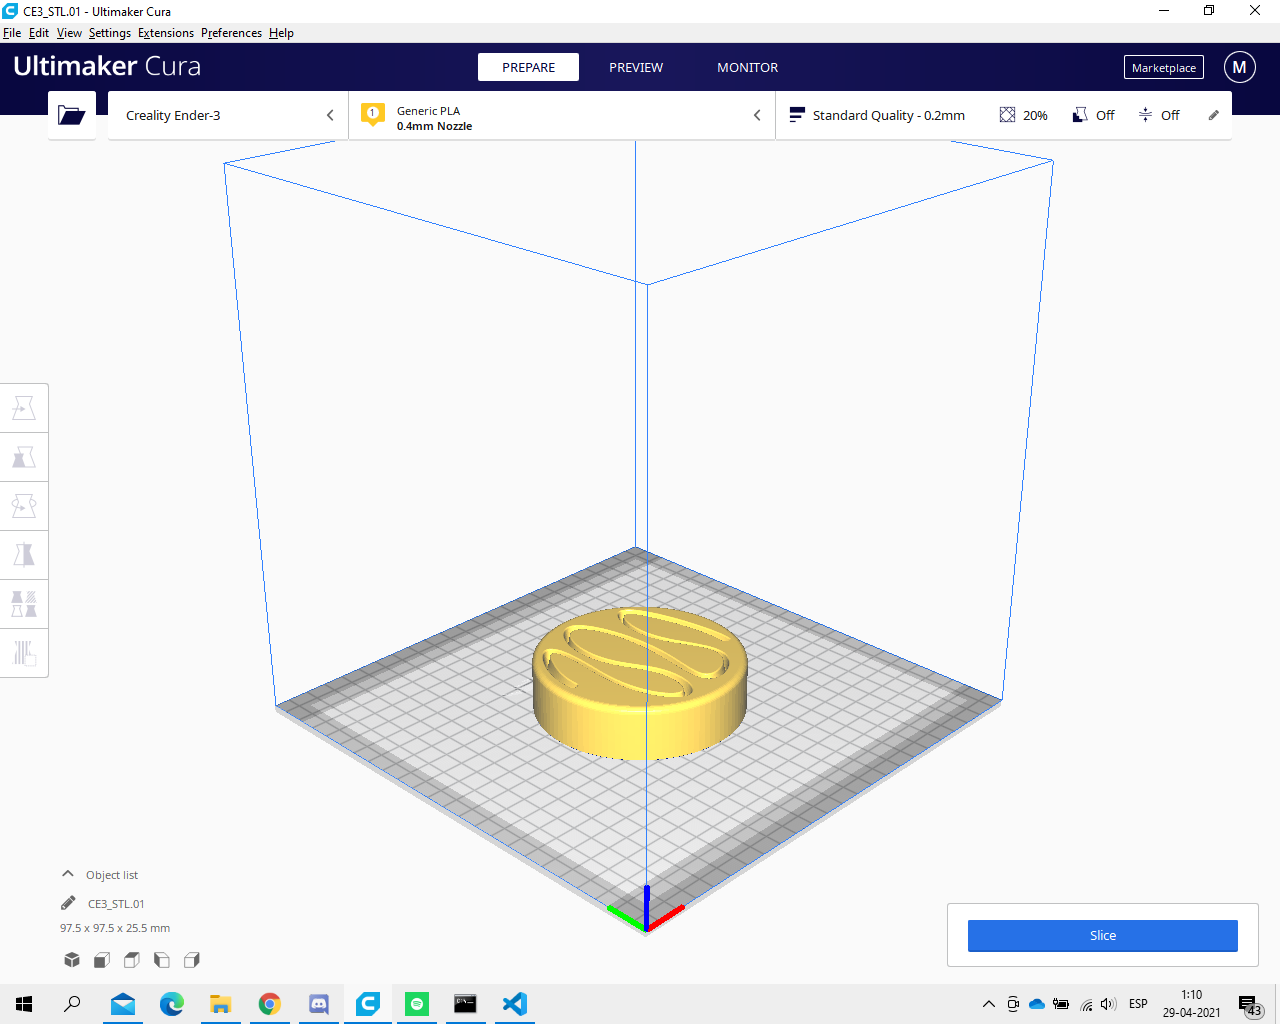 CE3_STL.01 - Ultimaker Cura
File Edit View Settings Extensions Preferences Help
Ultimaker Cura
PREPARE PREVIEW MONITOR
Marketplace M
Creality Ender-3
1 Generic PLA
0.4mm Nozzle
Standard Quality - 0.2mm 20% Off Off
Object list
CE3_STL.01
97.5 x 97.5 x 25.5 mm
Slice
ESP
1:10
29-04-2021
43